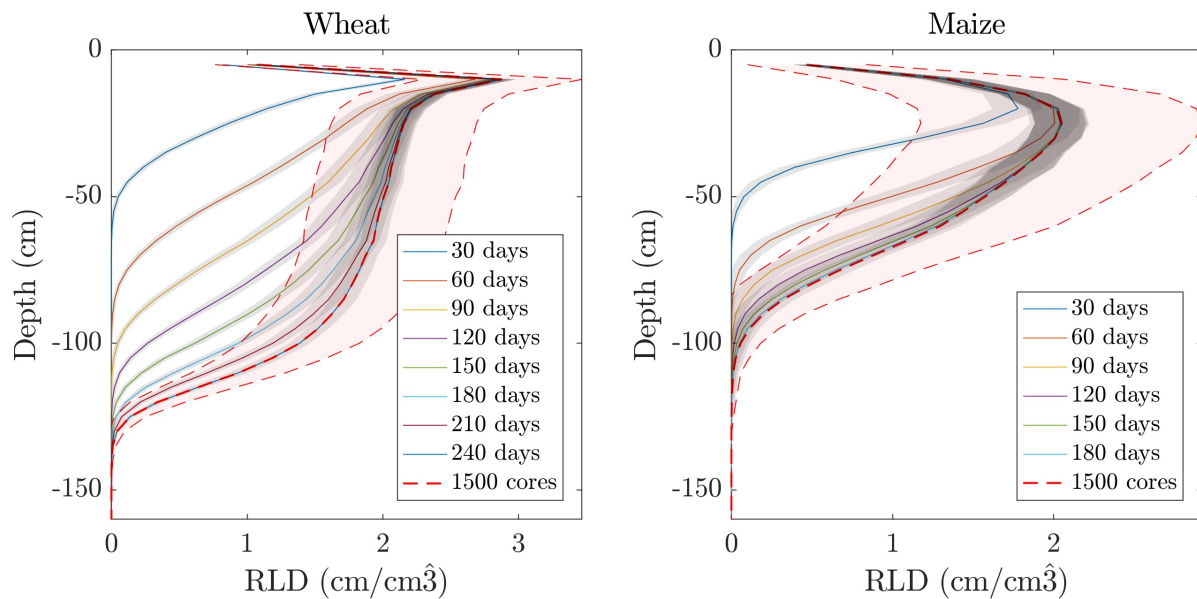 Wheat
0
-50
-100
-150
Depth (cm)
0
1
2
3
RLD (cm/cm3̂)
30 days
60 days
90 days
120 days
150 days
180 days
210 days
240 days
1500 cores
Maize
0
-50
-100
-150
Depth (cm)
0
1
2
RLD (cm/cm3̂)
30 days
60 days
90 days
120 days
150 days
180 days
1500 cores